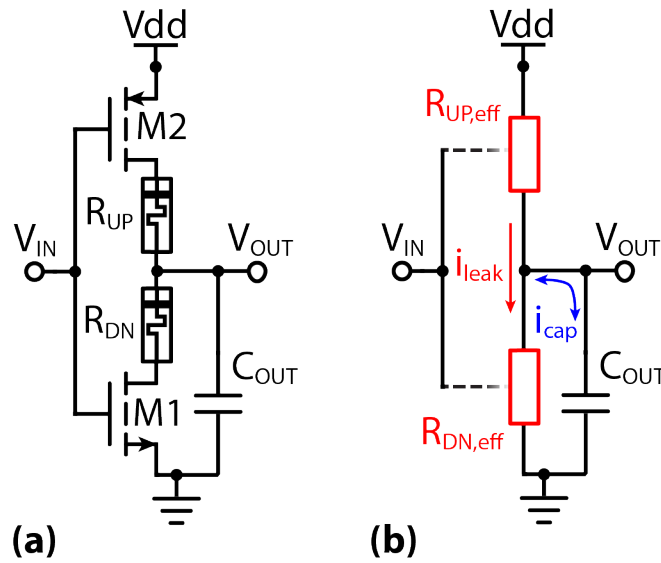 Vdd
M2
R_UP
V_IN
V_OUT
R_DN
C_OUT
M1
(a)
Vdd
R_UP,eff
V_IN
V_OUT
i_leak
i_cap
C_OUT
R_DN,eff
(b)